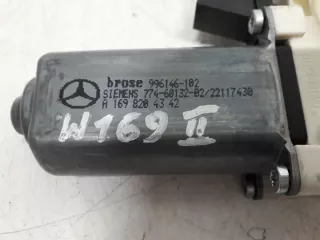 brose 996146-102
SIEMENS 774-60132-02/22117430
A 169 820 43 42
W169 II